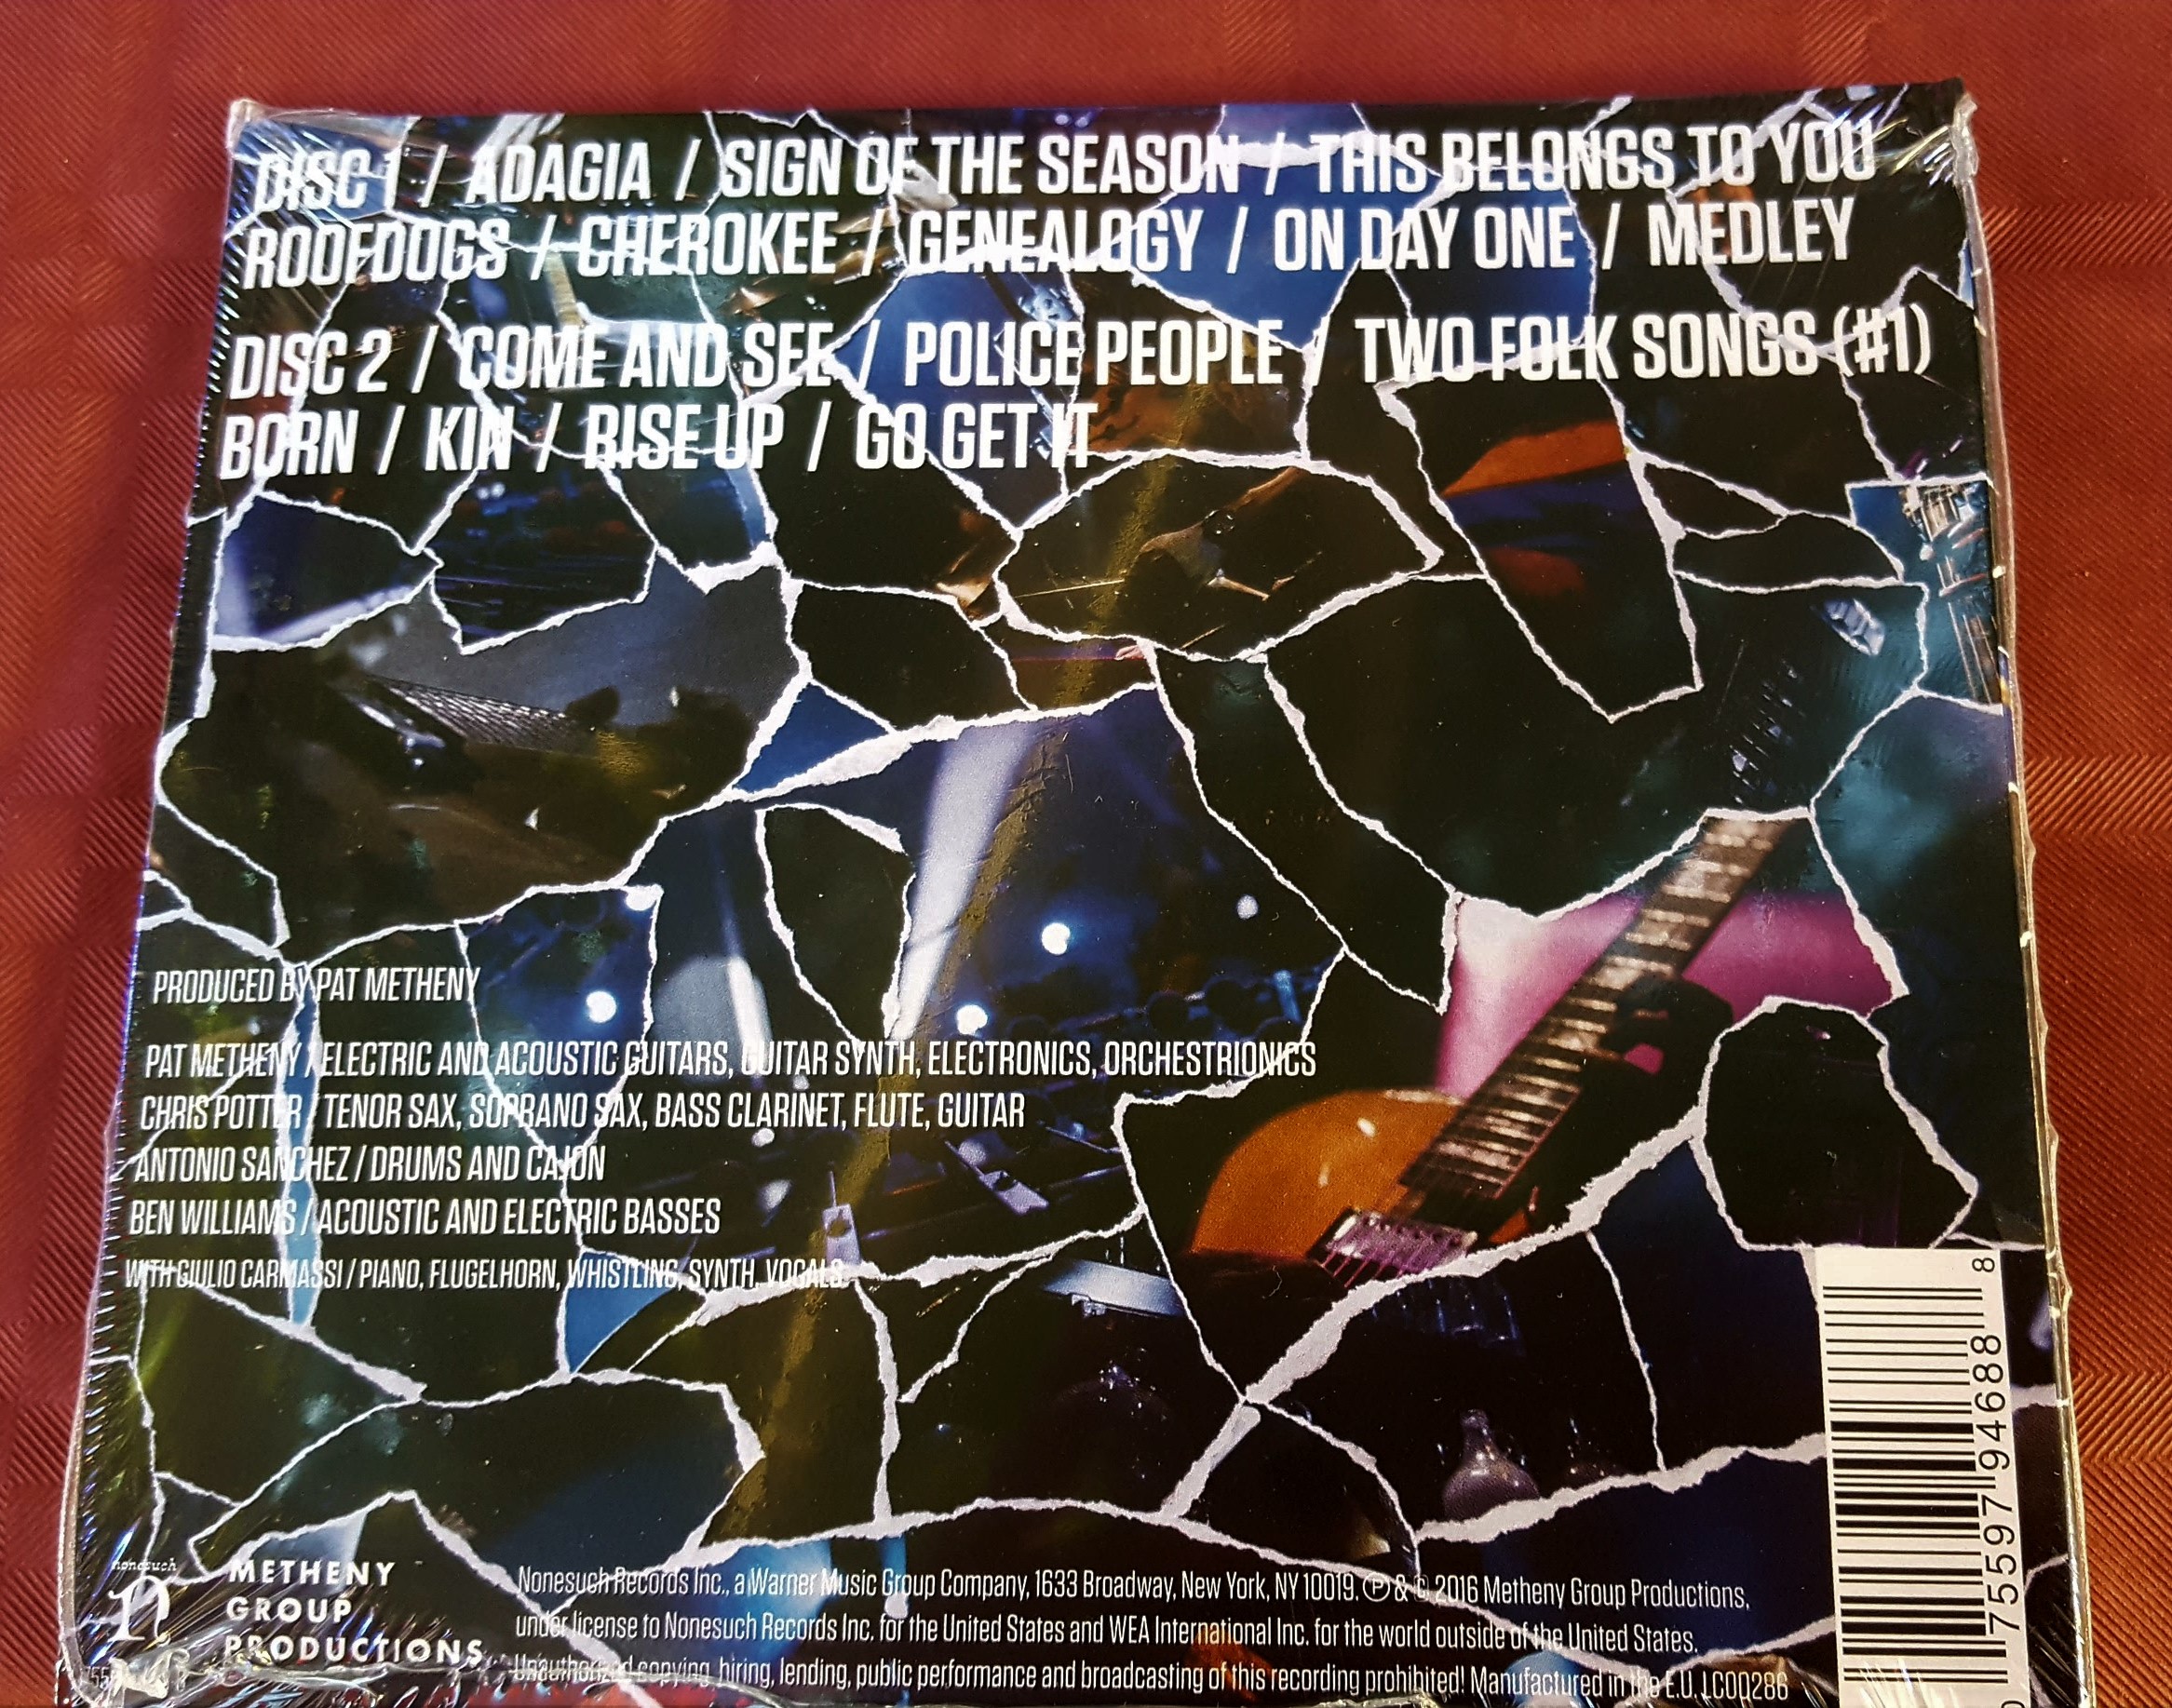 DISC 1 / ADAGIA / SIGN OF THE SEASON / THIS BELONGS TO YOU
ROOFDOGS / CHEROKEE / GENEALOGY / ON DAY ONE / MEDLEY
DISC 2 / COME AND SEE / POLICE PEOPLE / TWO FOLK SONGS (#1)
BORN / KIN / RISE UP / GO GET IT
PRODUCED BY PAT METHENY
PAT METHENY / ELECTRIC AND ACOUSTIC GUITARS, GUITAR SYNTH, ELECTRONICS, ORCHESTRIONICS
CHRIS POTTER / TENOR SAX, SOPRANO SAX, BASS CLARINET, FLUTE, GUITAR
ANTONIO SANCHEZ / DRUMS AND CAJON
BEN WILLIAMS / ACOUSTIC AND ELECTRIC BASSES
WITH GIULIO CARMASSI / PIANO, FLUGELHORN, WHISTLING, SYNTH, VOCALS
nonesuch
n
METHENY
GROUP
PRODUCTIONS
Nonesuch Records Inc., a Warner Music Group Company, 1633 Broadway, New York, NY 10019. ℗ & © 2016 Metheny Group Productions,
under license to Nonesuch Records Inc. for the United States and WEA International Inc. for the world outside of the United States.
Unauthorized copying, hiring, lending, public performance and broadcasting of this recording prohibited! Manufactured in the E.U. LC00286
75597 94688 8